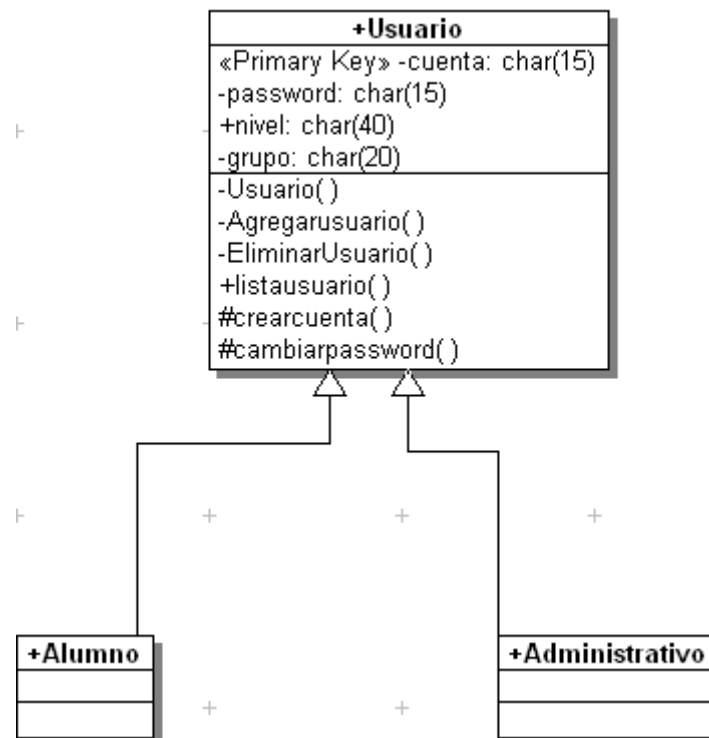 +Usuario
«Primary Key» -cuenta: char(15)
-password: char(15)
+nivel: char(40)
-grupo: char(20)
-Usuario( )
-Agregarusuario( )
-EliminarUsuario( )
+listausuario( )
#crearcuenta( )
#cambiarpassword( )
+Alumno
+Administrativo